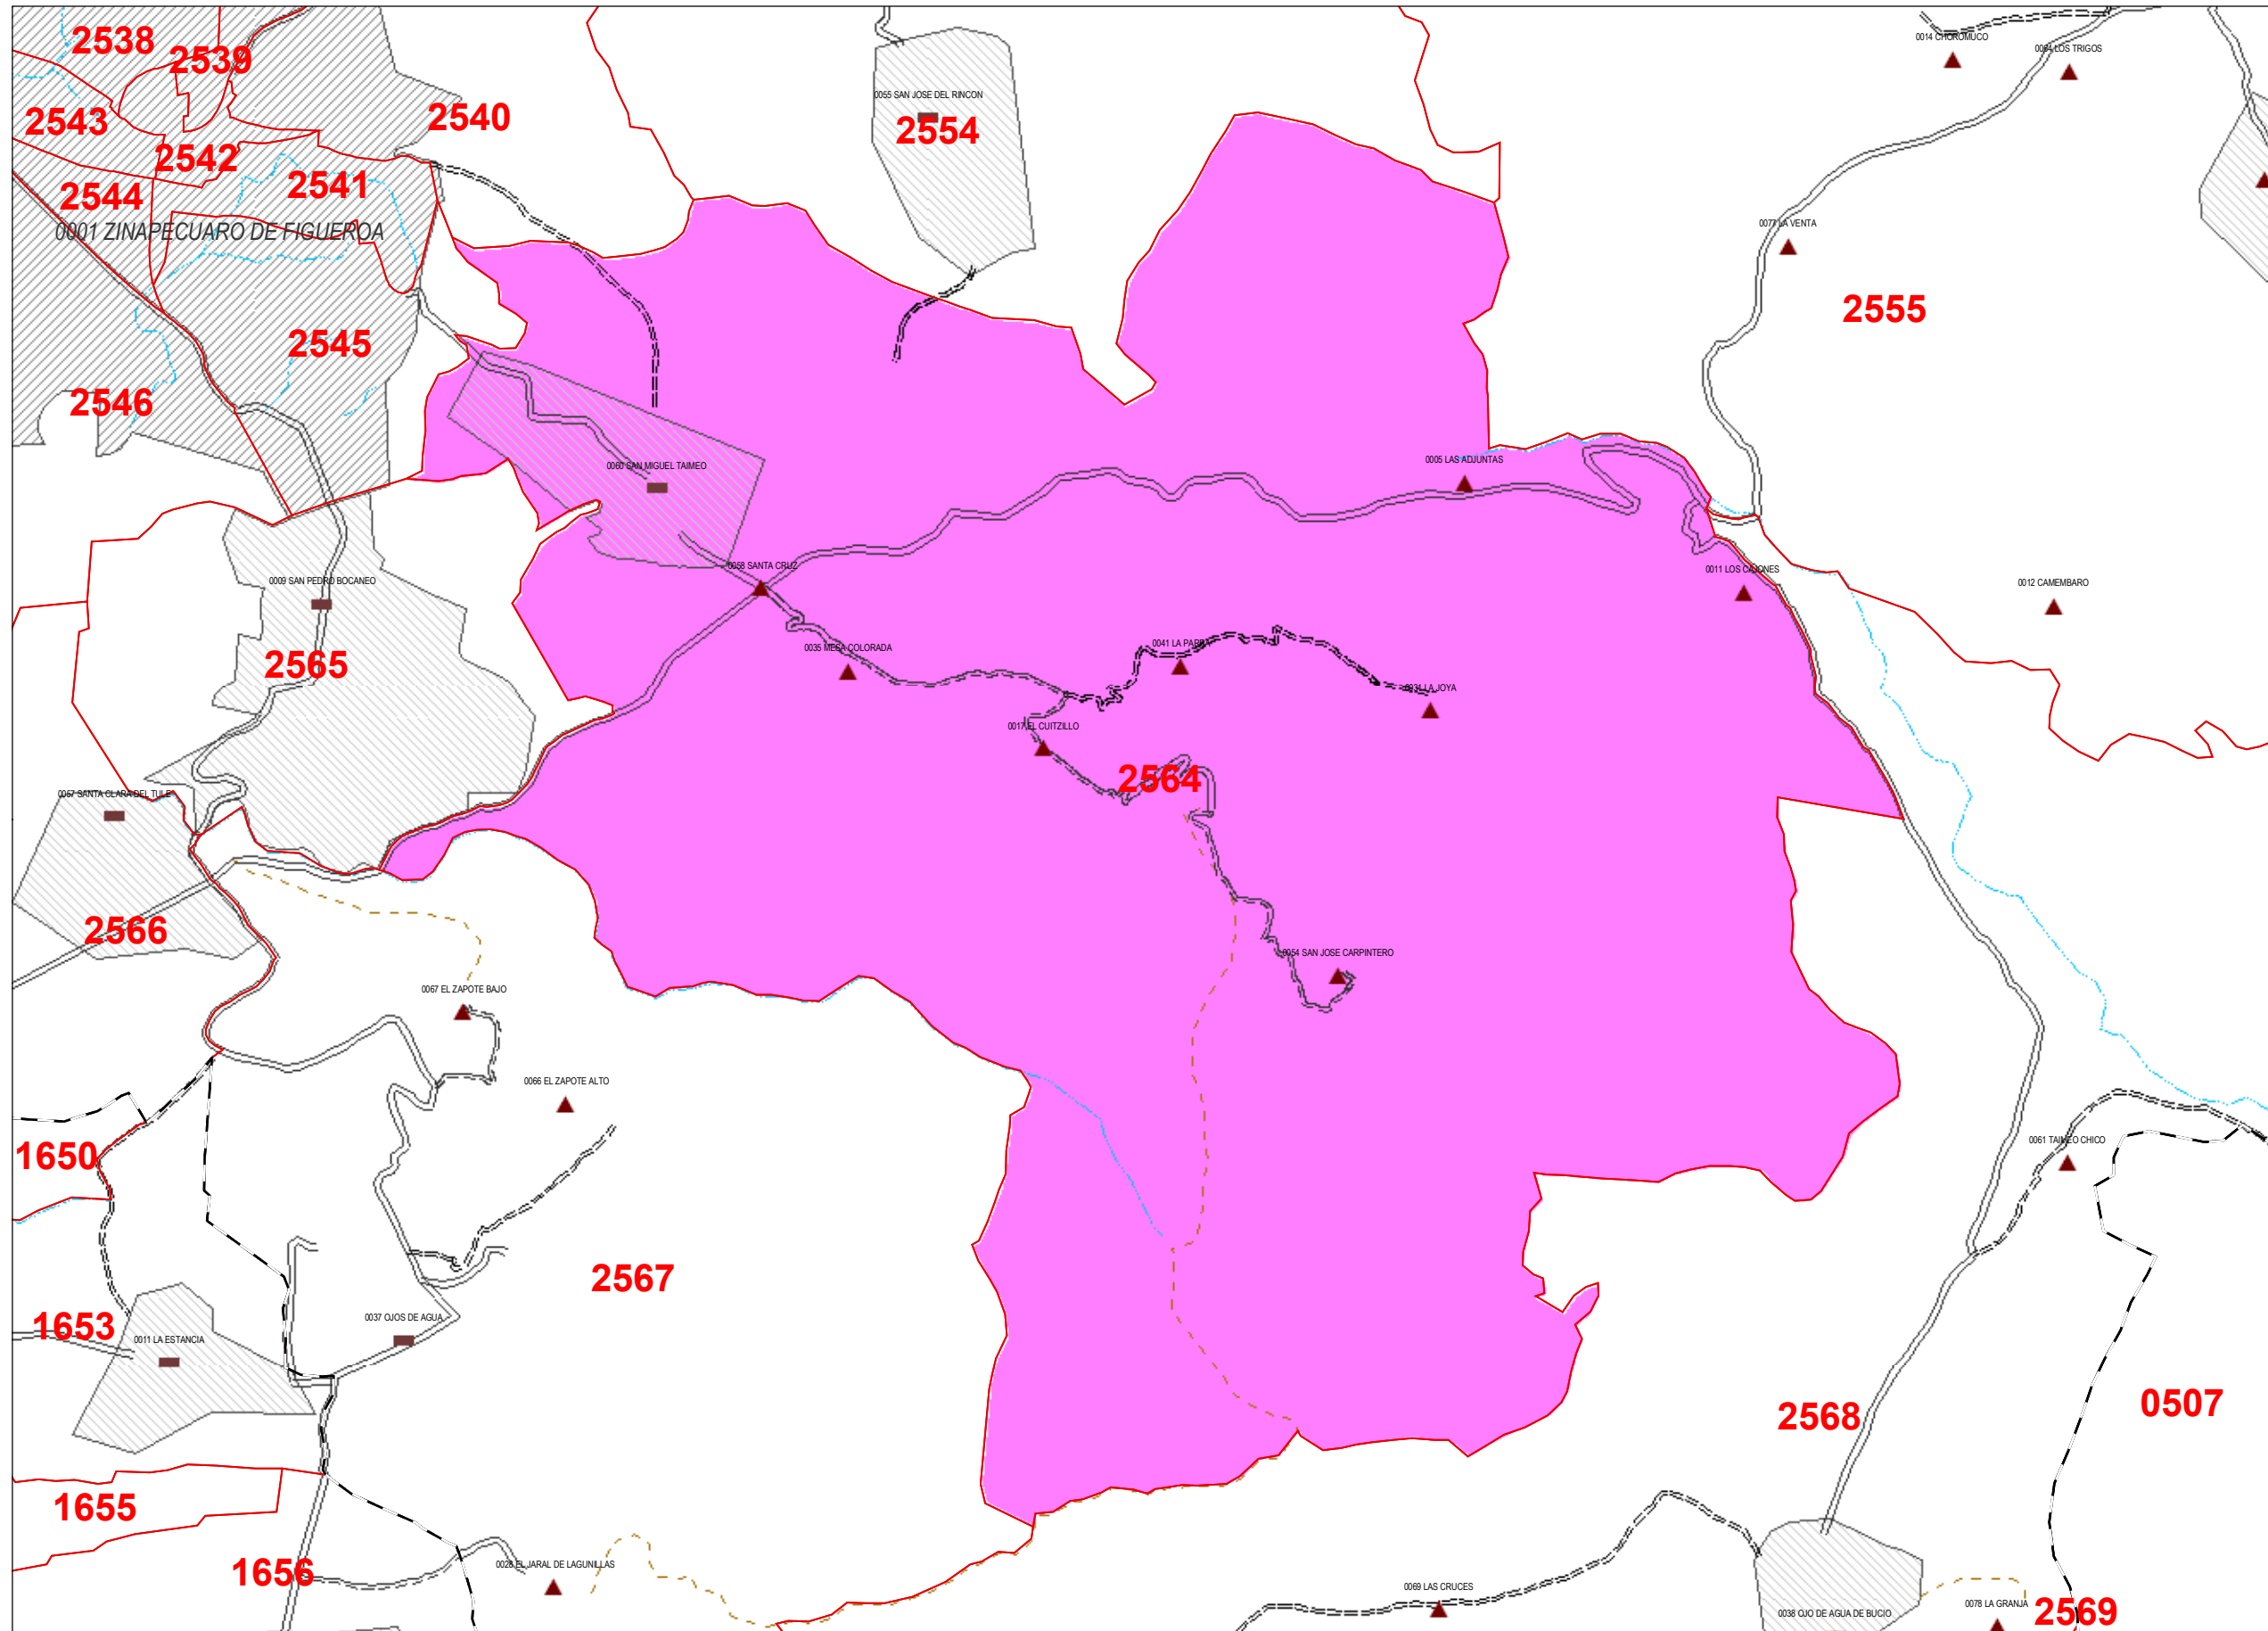 2538
2539
0014 CHOROMUCO
0064 LOS TRIGOS
0055 SAN JOSE DEL RINCON
2543
2540
2554
2542
2544
2541
0001 ZINAPECUARO DE FIGUEROA
0077 LA VENTA
2555
2545
2546
0060 SAN MIGUEL TAIMEO
0005 LAS ADJUNTAS
0058 SANTA CRUZ
0009 SAN PEDRO BOCANEO
0011 LOS CAJONES
0012 CAMEMBARO
2565
0035 MESA COLORADA
0041 LA PARRA
0031 LA JOYA
0017 EL CUITZILLO
2564
0057 SANTA CLARA DEL TULE
2566
0054 SAN JOSE CARPINTERO
0067 EL ZAPOTE BAJO
0066 EL ZAPOTE ALTO
1650
0061 TAIMEO CHICO
2567
1653
0011 LA ESTANCIA
0037 OJOS DE AGUA
2568
0507
1655
1656
0028 EL JARAL DE LAGUNILLAS
0069 LAS CRUCES
0038 OJO DE AGUA DE BUCIO
0078 LA GRANJA
2569